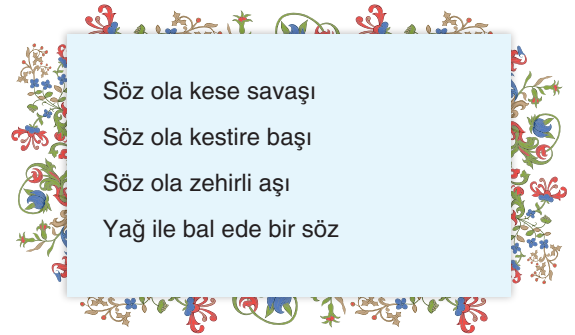 Söz ola kese savaşı
Söz ola kestire başı
Söz ola zehirli aşı
Yağ ile bal ede bir söz